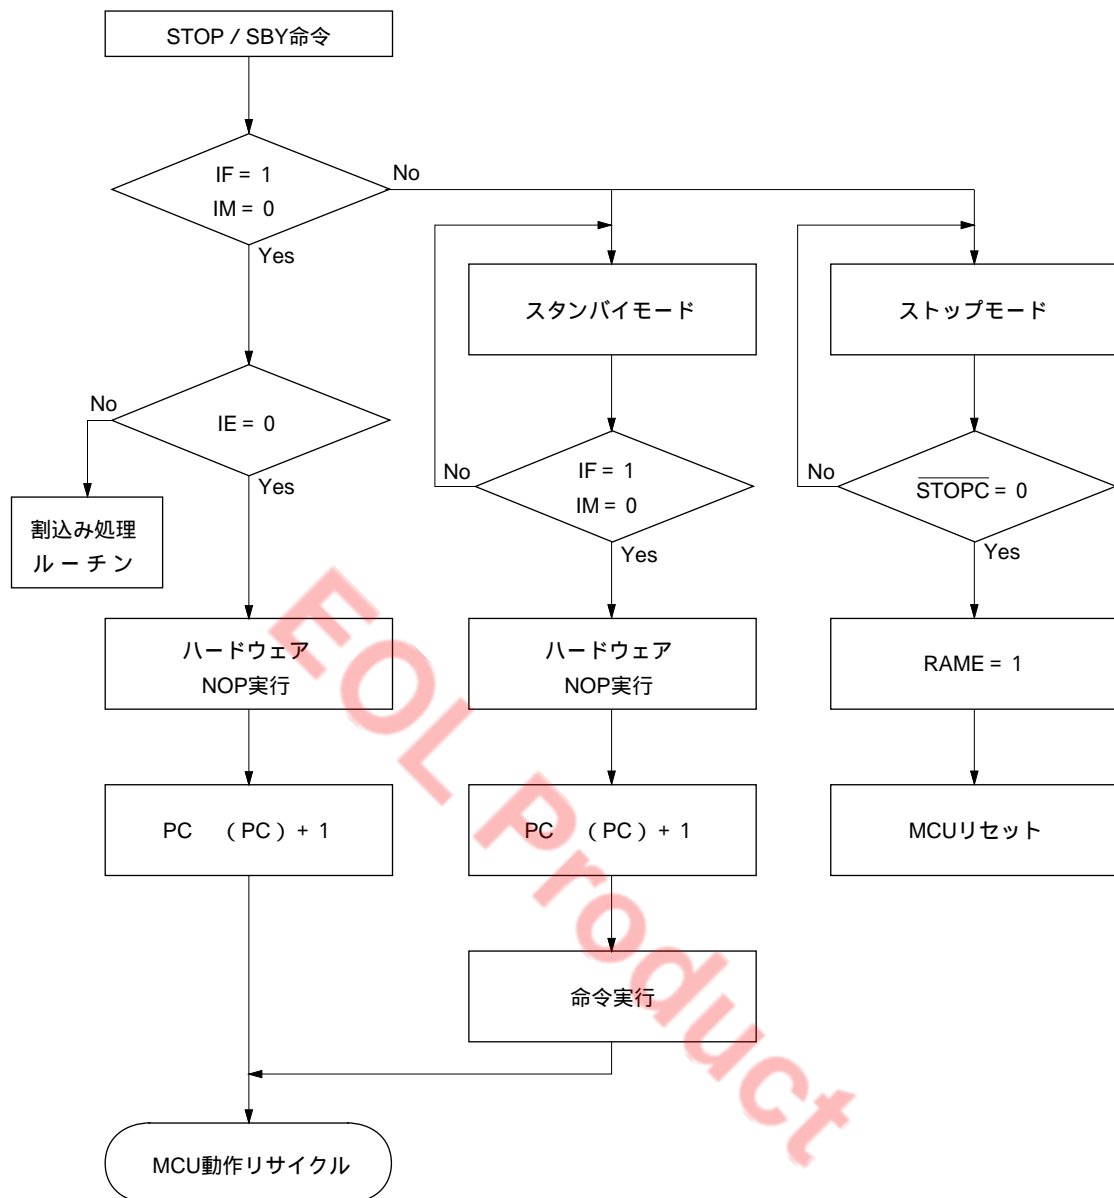 STOP / SBY命令
IF = 1
IM = 0
No
Yes
スタンバイモード
ストップモード
No
IE = 0
Yes
No
IF = 1
IM = 0
Yes
No
STOPC = 0
Yes
割込み処理
ルーチン
ハードウェア
NOP実行
ハードウェア
NOP実行
RAME = 1
PC (PC) + 1
PC (PC) + 1
MCUリセット
命令実行
MCU動作リサイクル
EOL Product